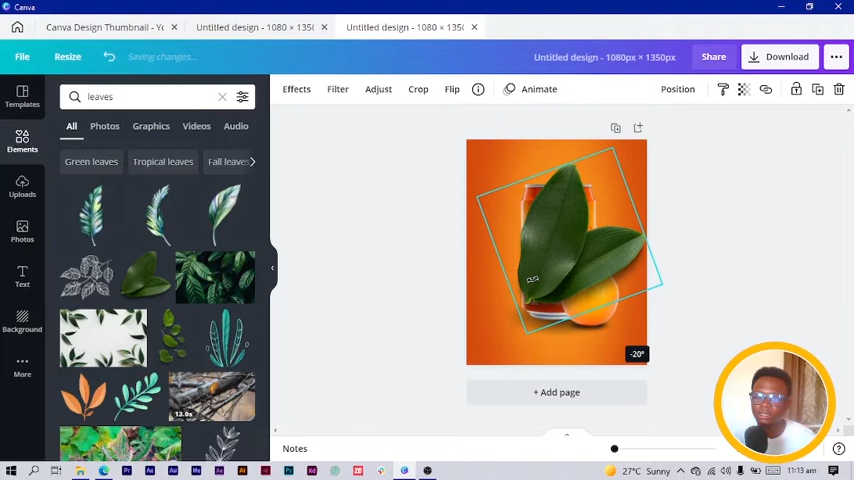 Canva
Canva Design Thumbnail - Yo
Untitled design - 1080 × 135(
Untitled design - 1080 × 135(
File
Resize
Saving changes...
Untitled design - 1080px × 1350px
Share
Download
Templates
leaves
Effects
Filter
Adjust
Crop
Flip
Animate
Position
All
Photos
Graphics
Videos
Audio
Elements
Green leaves
Tropical leaves
Fall leaves
Uploads
Photos
Text
Background
More
13.0s
-20°
+ Add page
Notes
27°C Sunny
11:13 am